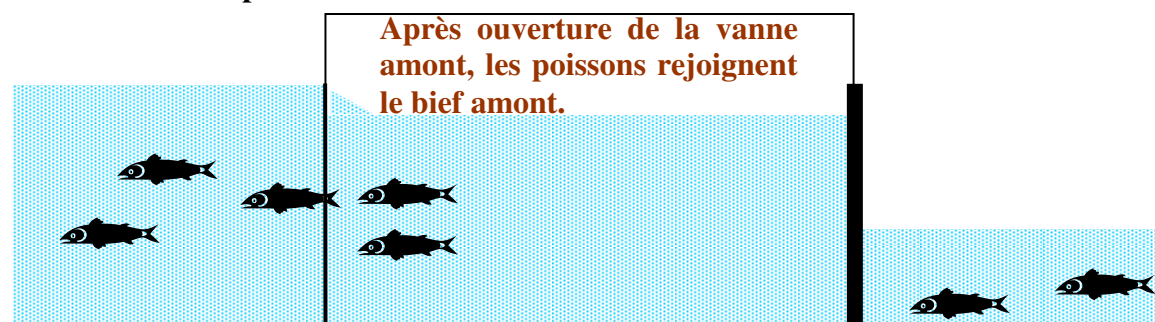 Après ouverture de la vanne
amont, les poissons rejoignent
le bief amont.